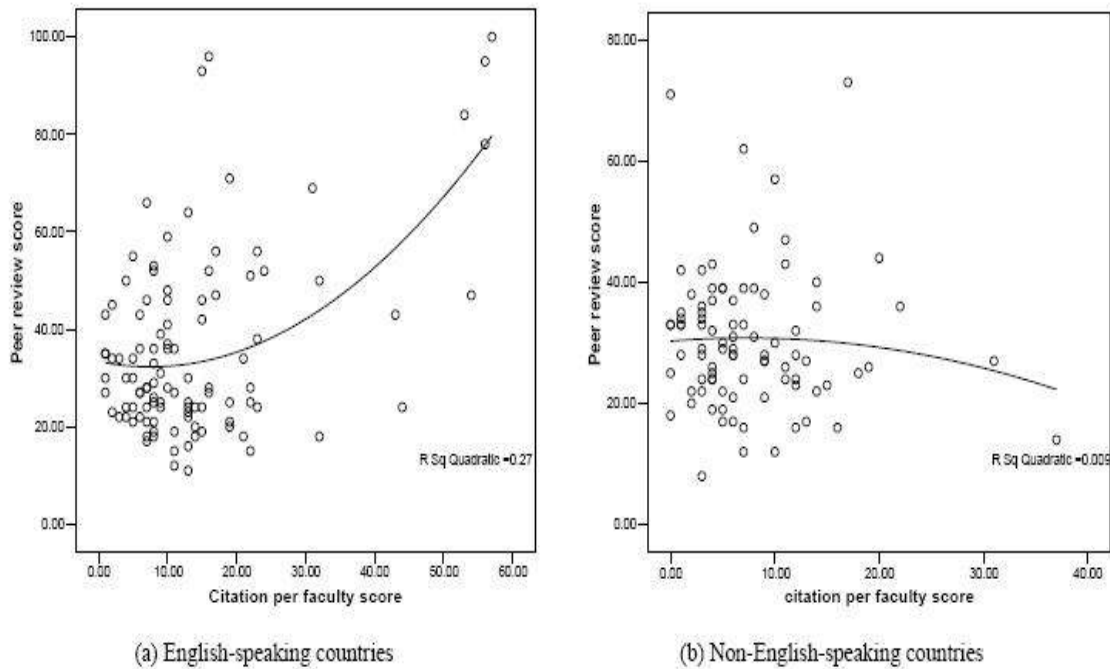 100.00
80.00
60.00
40.00
20.00
0.00
Peer review score
R Sq Quadratic =0.27
0.00 10.00 20.00 30.00 40.00 50.00 60.00
Citation per faculty score
(a) English-speaking countries
80.00
60.00
40.00
20.00
0.00
Peer review score
R Sq Quadratic =0.009
0.00 10.00 20.00 30.00 40.00
citation per faculty score
(b) Non-English-speaking countries